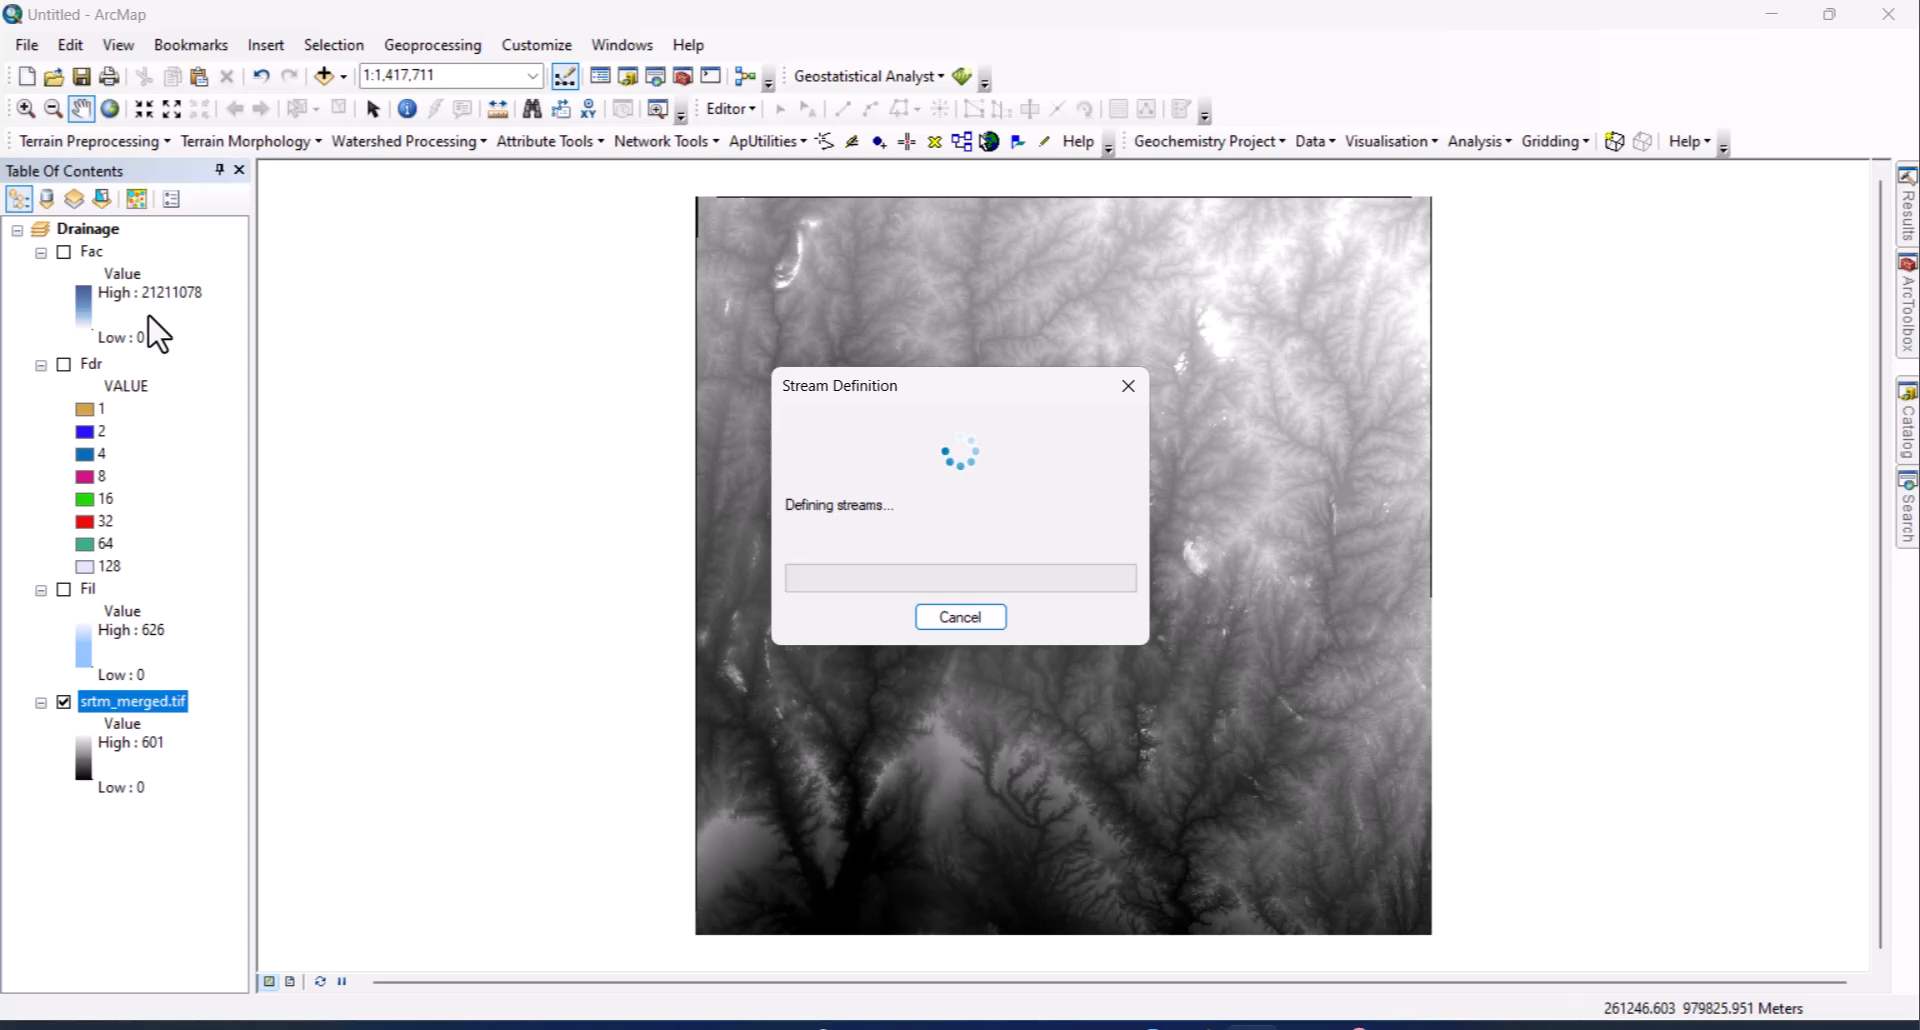 Untitled - ArcMap
File Edit View Bookmarks Insert Selection Geoprocessing Customize Windows Help
1:1,417,711 Geostatistical Analyst
XY Editor
Terrain Preprocessing Terrain Morphology Watershed Processing Attribute Tools Network Tools ApUtilities Help Geochemistry Project Data Visualisation Analysis Gridding Help
Table Of Contents
Drainage
Fac
Value
High : 21211078
Low : 0
Fdr
VALUE
1
2
4
8
16
32
64
128
Fil
Value
High : 626
Low : 0
srtm_merged.tif
Value
High : 601
Low : 0
Stream Definition
Defining streams...
Cancel
Results
ArcToolbox
Catalog
Search
261246.603 979825.951 Meters